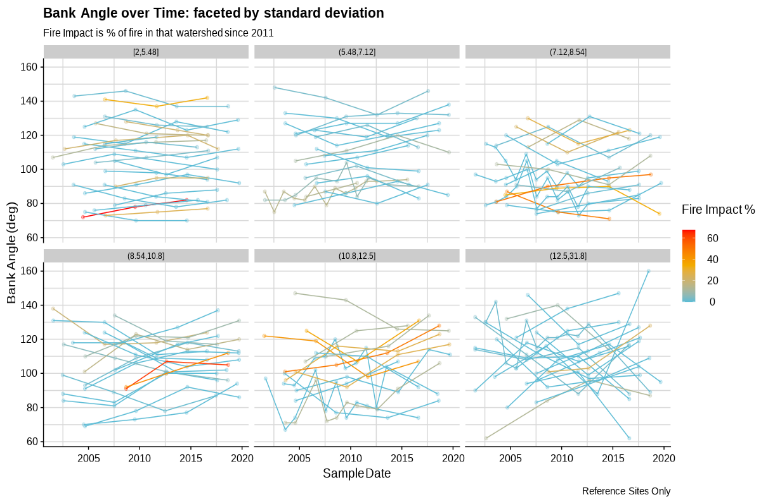 Bank Angle over Time: faceted by standard deviation
Fire Impact is % of fire in that watershed since 2011
[2,5.48] (5.48,7.12] (7.12,8.54]
160
140
120
100
80
60
(8.54,10.8] (10.8,12.5] (12.5,31.8]
160
140
120
100
80
60
2005 2010 2015 2020 2005 2010 2015 2020 2005 2010 2015 2020
Bank Angle (deg)
Sample Date
Fire Impact %
60
40
20
0
Reference Sites Only